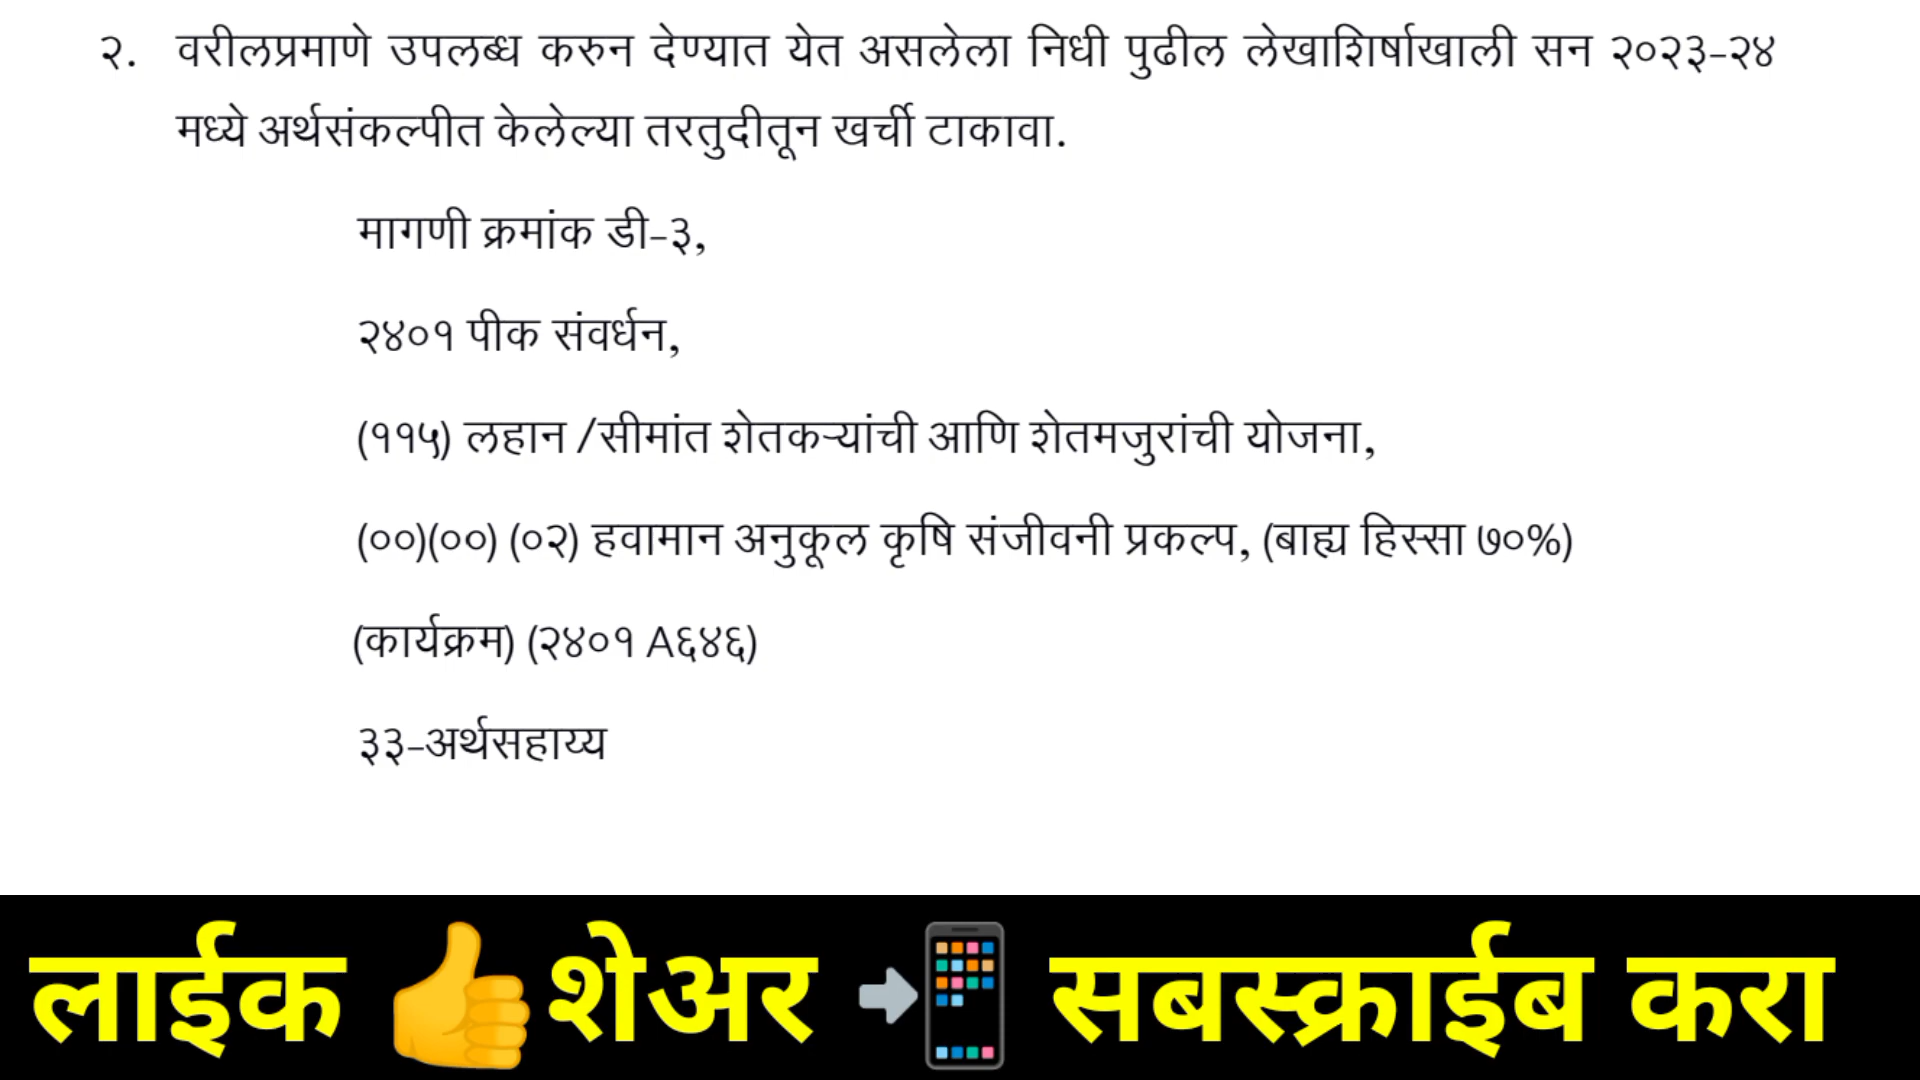 २. वरीलप्रमाणे उपलब्ध करुन देण्यात येत असलेला निधी पुढील लेखाशिर्षाखाली सन २०२३-२४
मध्ये अर्थसंकल्पीत केलेल्या तरतुदीतून खर्ची टाकावा.
मागणी क्रमांक डी-३,
२४०१ पीक संवर्धन,
(११५) लहान /सीमांत शेतकऱ्यांची आणि शेतमजुरांची योजना,
(००)(००) (०२) हवामान अनुकूल कृषि संजीवनी प्रकल्प, (बाह्य हिस्सा ७०%)
(कार्यक्रम) (२४०१ A६४६)
३३-अर्थसहाय्य
लाईक 👍 शेअर 📲 सबस्क्राईब करा